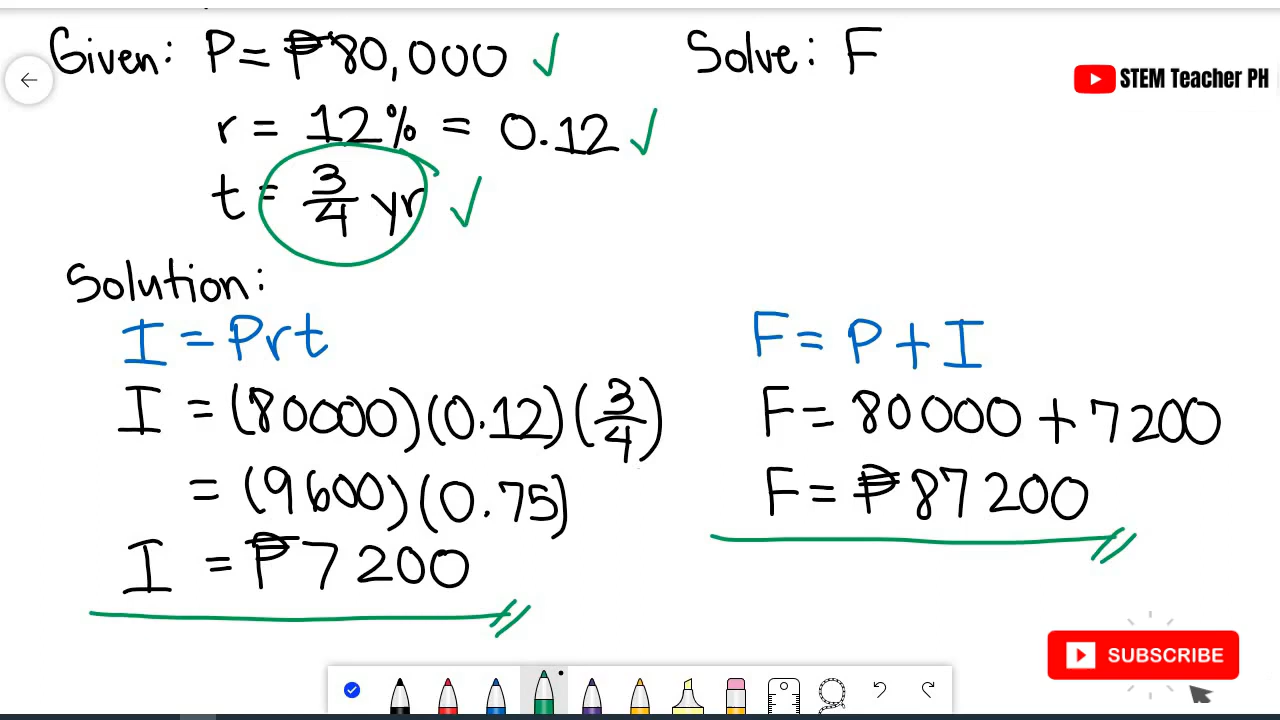 Given: P = ₱80,000 ✓
r = 12% = 0.12 ✓
t = 3/4 yr ✓
Solve: F
STEM Teacher PH
Solution:
I = Prt
I = (80000)(0.12)(3/4)
= (9600)(0.75)
I = ₱7200
F = P + I
F = 80000 + 7200
F = ₱87200
SUBSCRIBE